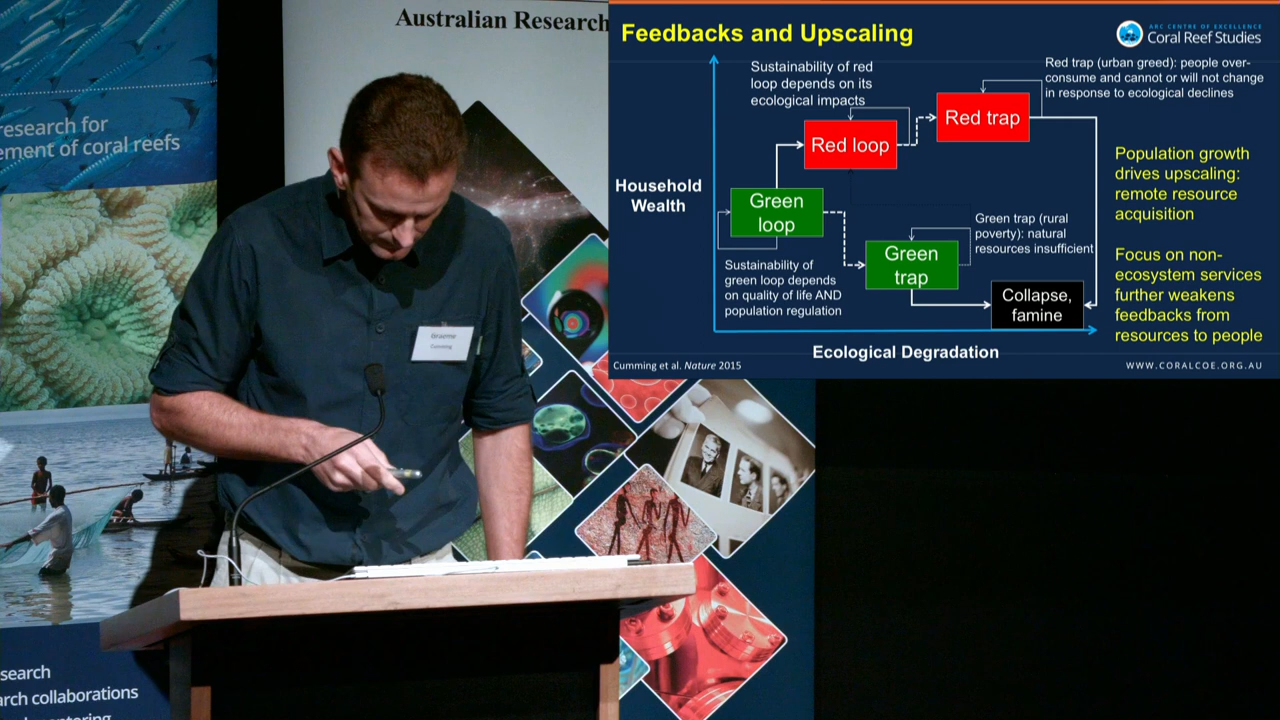 Australian Research
research for
ement of coral reefs
Graeme
Cumming
search
arch collaborations
Feedbacks and Upscaling
ARC CENTRE OF EXCELLENCE
Coral Reef Studies
Sustainability of red
loop depends on its
ecological impacts
Red trap (urban greed): people over-
consume and cannot or will not change
in response to ecological declines
Red trap
Red loop
Household
Wealth
Green
loop
Green trap (rural
poverty): natural
resources insufficient
Green
trap
Sustainability of
green loop depends
on quality of life AND
population regulation
Collapse,
famine
Ecological Degradation
Population growth
drives upscaling:
remote resource
acquisition
Focus on non-
ecosystem services
further weakens
feedbacks from
resources to people
Cumming et al. Nature 2015
WWW.CORALCOE.ORG.AU